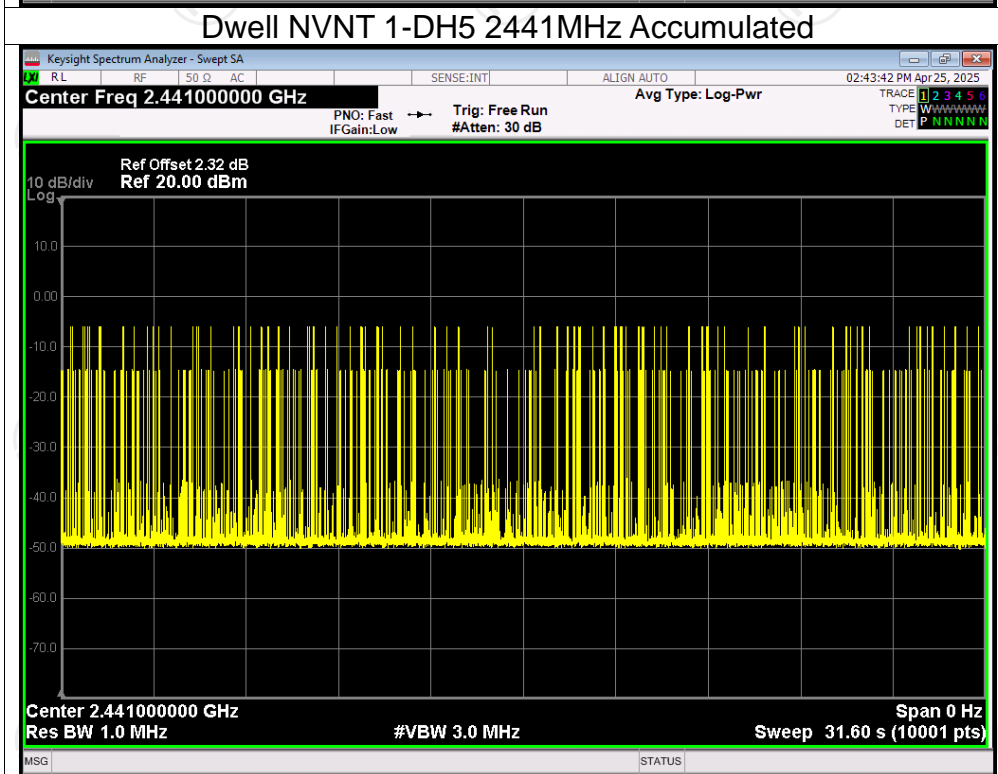 Dwell NVNT 1-DH5 2441MHz Accumulated
Keysight Spectrum Analyzer - Swept SA
LXI RL RF 50 Ω AC SENSE:INT ALIGN AUTO 02:43:42 PM Apr 25, 2025
Center Freq 2.441000000 GHz Avg Type: Log-Pwr TRACE 1 2 3 4 5 6
PNO: Fast Trig: Free Run TYPE WWWWWW
IFGain:Low #Atten: 30 dB DET P N N N N N
Ref Offset 2.32 dB
10 dB/div Ref 20.00 dBm
Log
10.0
0.00
-10.0
-20.0
-30.0
-40.0
-50.0
-60.0
-70.0
Center 2.441000000 GHz Span 0 Hz
Res BW 1.0 MHz #VBW 3.0 MHz Sweep 31.60 s (10001 pts)
MSG STATUS